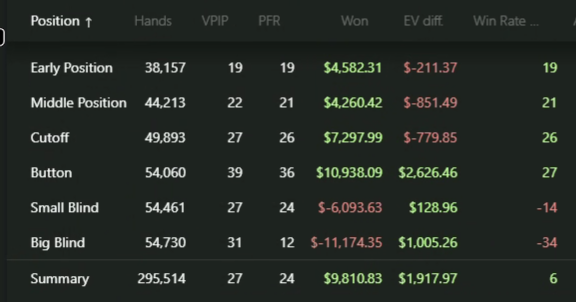 Position ↑ Hands VPIP PFR Won EV diff. Win Rate ...
Early Position 38,157 19 19 $4,582.31 $-211.37 19
Middle Position 44,213 22 21 $4,260.42 $-851.49 21
Cutoff 49,893 27 26 $7,297.99 $-779.85 26
Button 54,060 39 36 $10,938.09 $2,626.46 27
Small Blind 54,461 27 24 $-6,093.63 $128.96 -14
Big Blind 54,730 31 12 $-11,174.35 $1,005.26 -34
Summary 295,514 27 24 $9,810.83 $1,917.97 6